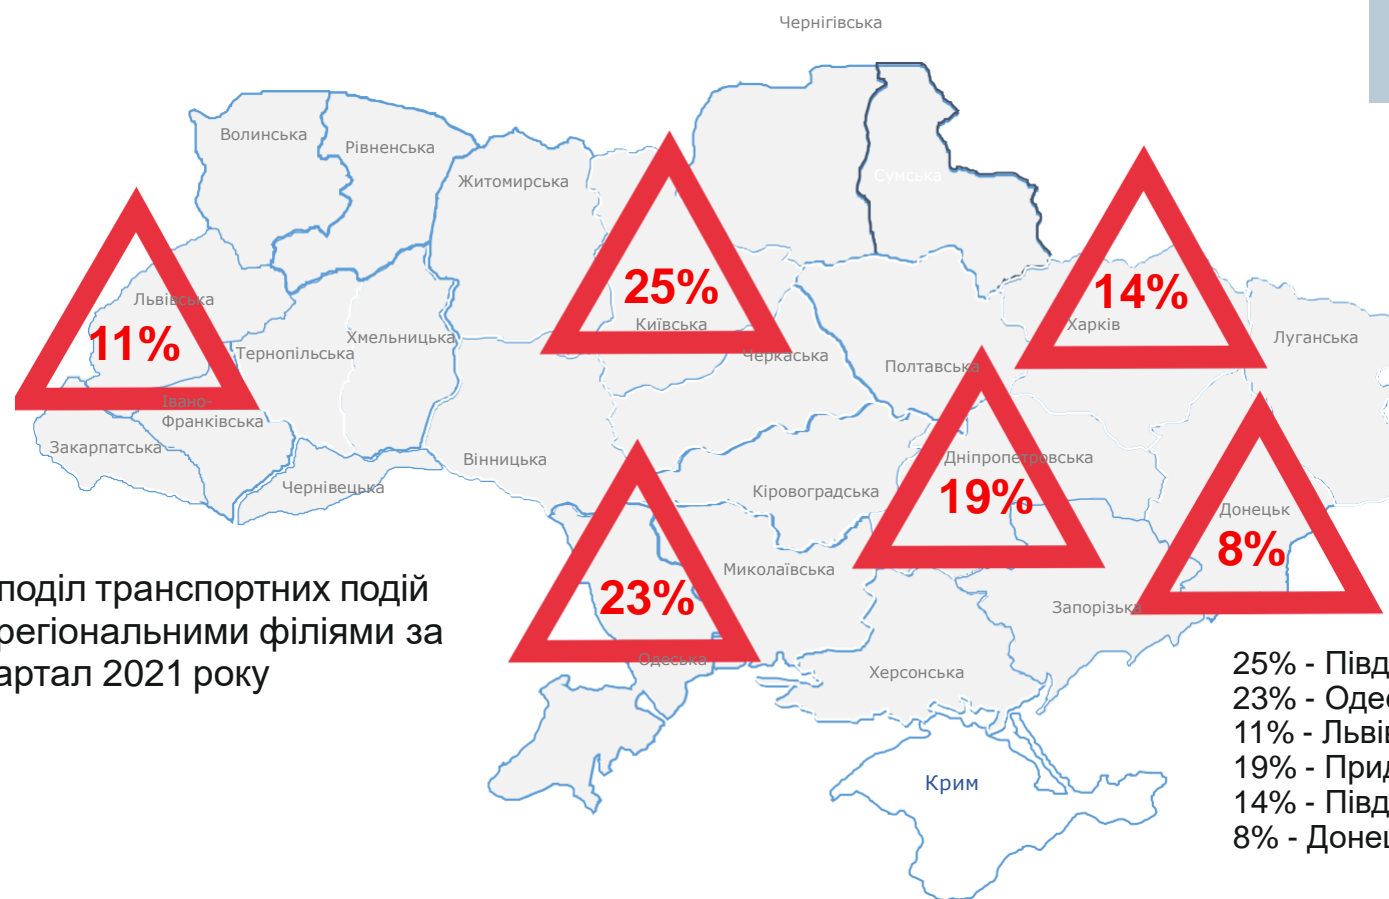 Чернігівська
Волинська
Рівненська
Житомирська
Сумська
Львівська
11%
25%
Київська
14%
Харків
Луганська
Тернопільська
Хмельницька
Черкаська
Полтавська
Івано-
Франківська
Закарпатська
Чернівецька
Вінницька
Кіровоградська
Дніпропетровська
19%
Донецьк
8%
Миколаївська
23%
Одеська
Запорізька
Херсонська
Крим
поділ транспортних подій
регіональними філіями за
артал 2021 року
25% - Півд
23% - Одес
11% - Львів
19% - Прид
14% - Півд
8% - Донец